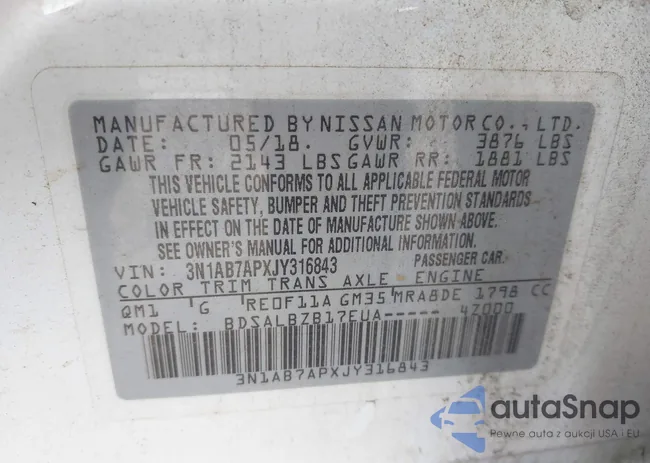 MANUFACTURED BY NISSAN MOTOR CO., LTD.
DATE: 05/18. GVWR: 3876 LBS
GAWR FR: 2143 LBS GAWR RR: 1881 LBS
THIS VEHICLE CONFORMS TO ALL APPLICABLE FEDERAL MOTOR
VEHICLE SAFETY, BUMPER AND THEFT PREVENTION STANDARDS
IN EFFECT ON THE DATE OF MANUFACTURE SHOWN ABOVE.
SEE OWNER'S MANUAL FOR ADDITIONAL INFORMATION.
VIN: 3N1AB7APXJY316843 PASSENGER CAR
COLOR TRIM TRANS AXLE ENGINE
QM1 G RE0F11A GM35 MRA8DE 1798 CC
MODEL: BDSALBZB17EUA----- 4Z000
3N1AB7APXJY316843
autaSnap
Pewne auta z aukcji USA i EU